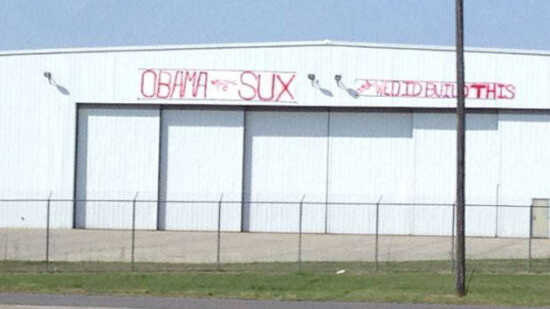 OBAMA SUX
WE DID BUILD THIS